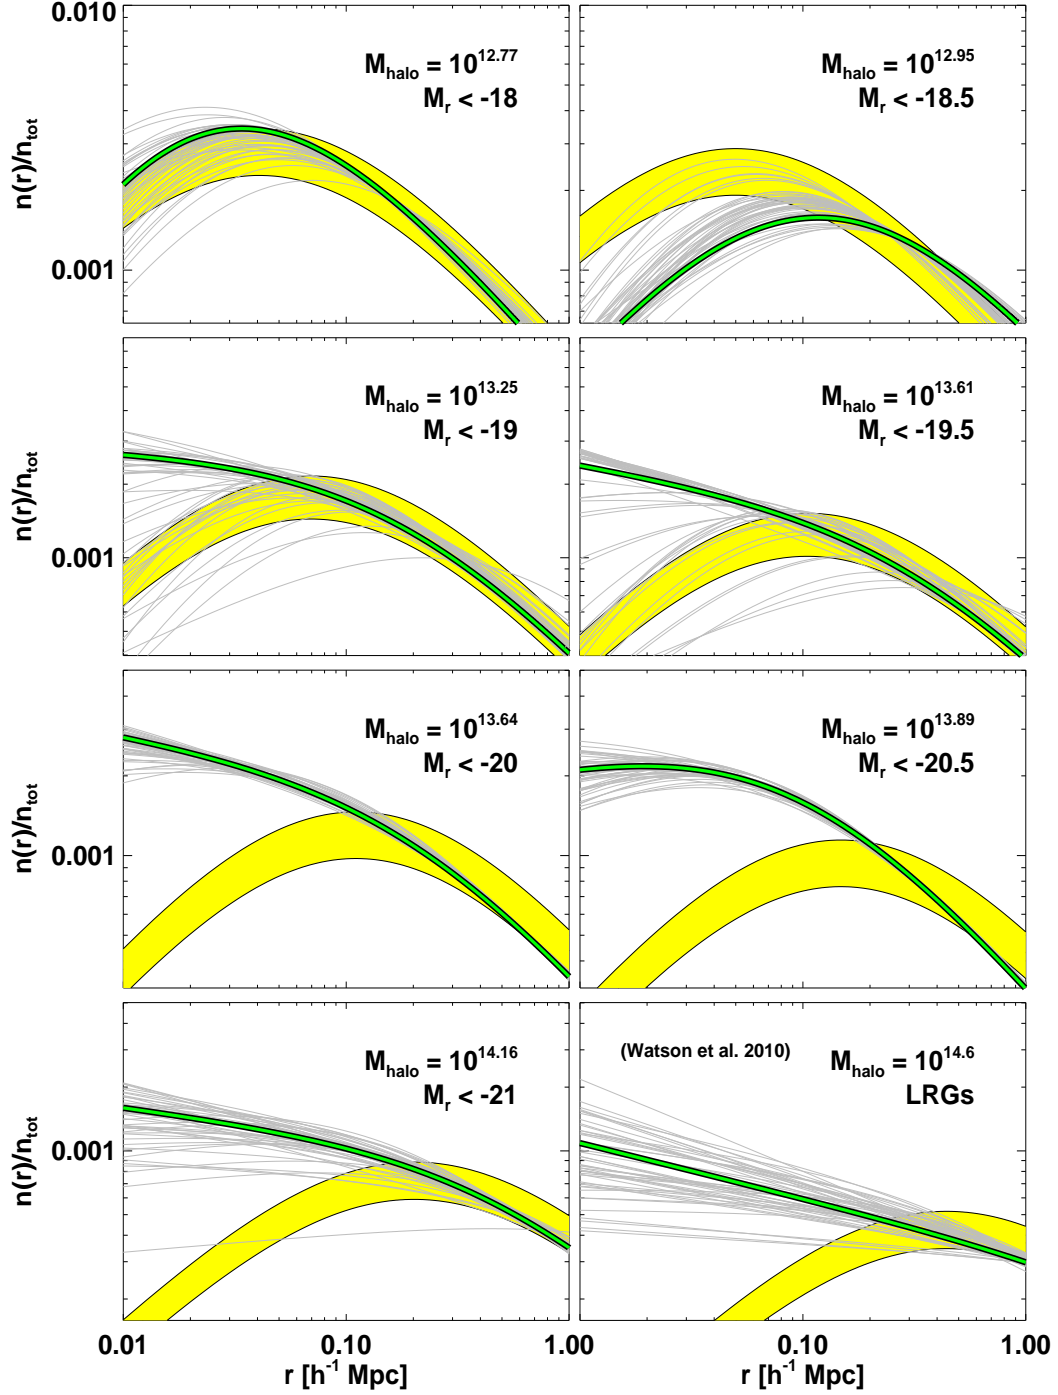 0.010
M_halo = 10^12.77
M_r < -18
n(r)/n_tot
0.001
M_halo = 10^12.95
M_r < -18.5
M_halo = 10^13.25
M_r < -19
n(r)/n_tot
0.001
M_halo = 10^13.61
M_r < -19.5
M_halo = 10^13.64
M_r < -20
n(r)/n_tot
0.001
M_halo = 10^13.89
M_r < -20.5
M_halo = 10^14.16
M_r < -21
n(r)/n_tot
0.001
(Watson et al. 2010)
M_halo = 10^14.6
LRGs
0.01 0.10 1.00 0.10 1.00
r [h^-1 Mpc] r [h^-1 Mpc]